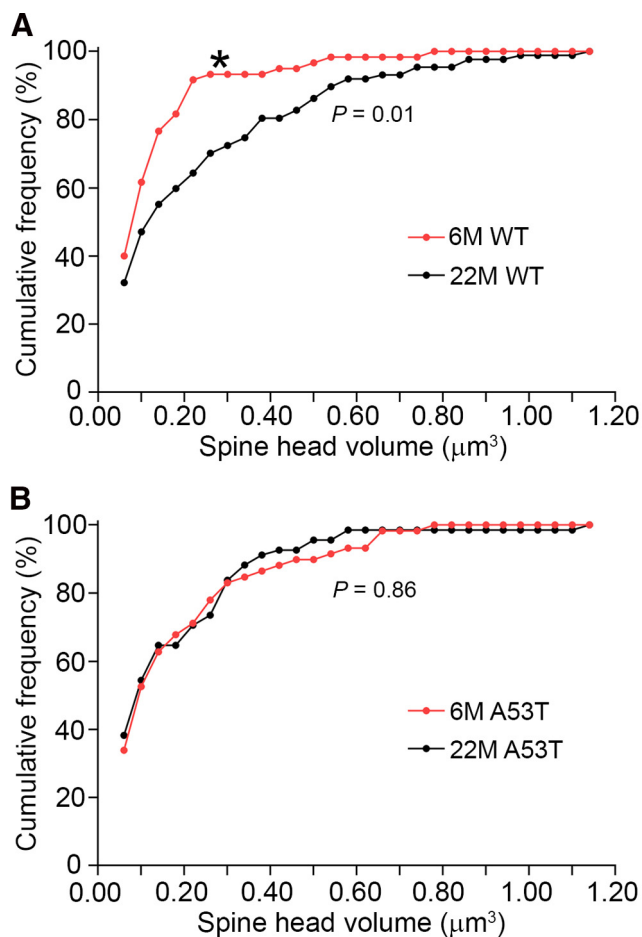 A
Cumulative frequency (%)
100
80
60
40
20
0
*
P = 0.01
6M WT
22M WT
0.00 0.20 0.40 0.60 0.80 1.00 1.20
Spine head volume (μm³)
B
Cumulative frequency (%)
100
80
60
40
20
0
P = 0.86
6M A53T
22M A53T
0.00 0.20 0.40 0.60 0.80 1.00 1.20
Spine head volume (μm³)